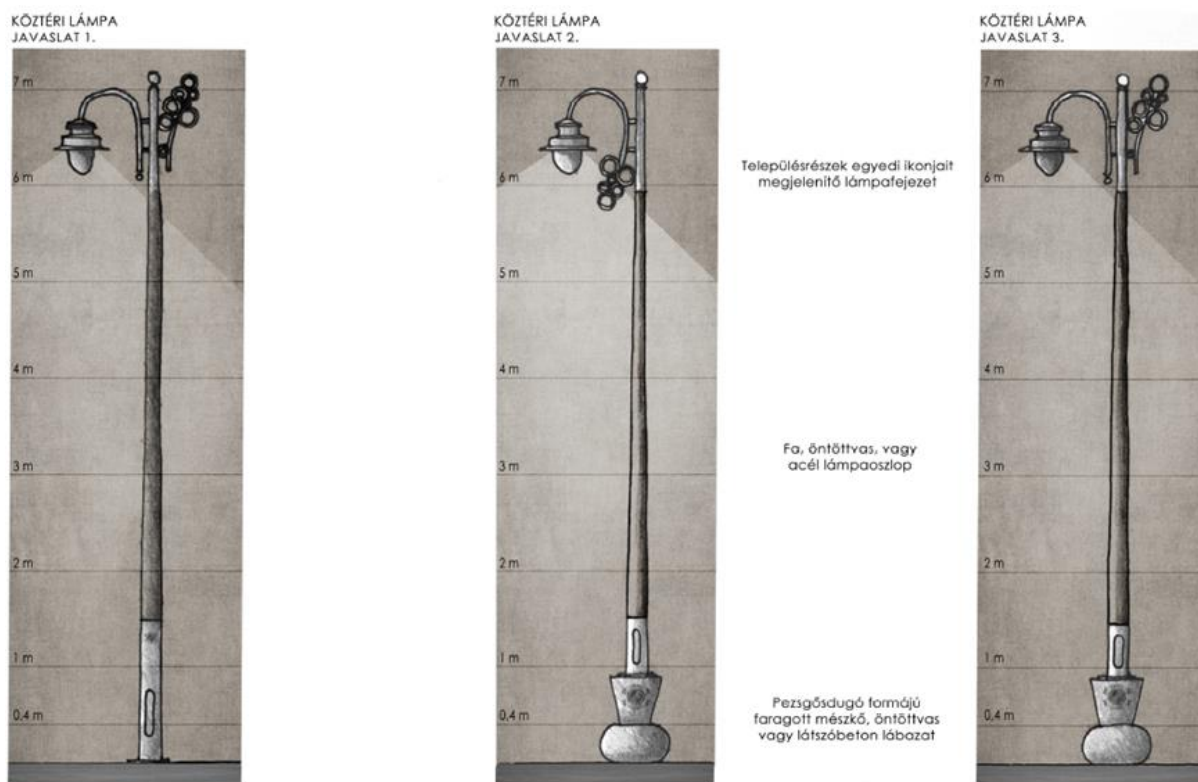 KÖZTÉRI LÁMPA
JAVASLAT 1.
7 m
6 m
5 m
4 m
3 m
2 m
1 m
0,4 m
KÖZTÉRI LÁMPA
JAVASLAT 2.
7 m
6 m
5 m
4 m
3 m
2 m
1 m
0,4 m
Településrészek egyedi ikonjait
megjelenítő lámpafejezet
Fa, öntöttvas, vagy
acél lámpaoszlop
Pezsgősdugó formájú
faragott mészkő, öntöttvas
vagy látszóbeton lábazat
KÖZTÉRI LÁMPA
JAVASLAT 3.
7 m
6 m
5 m
4 m
3 m
2 m
1 m
0,4 m